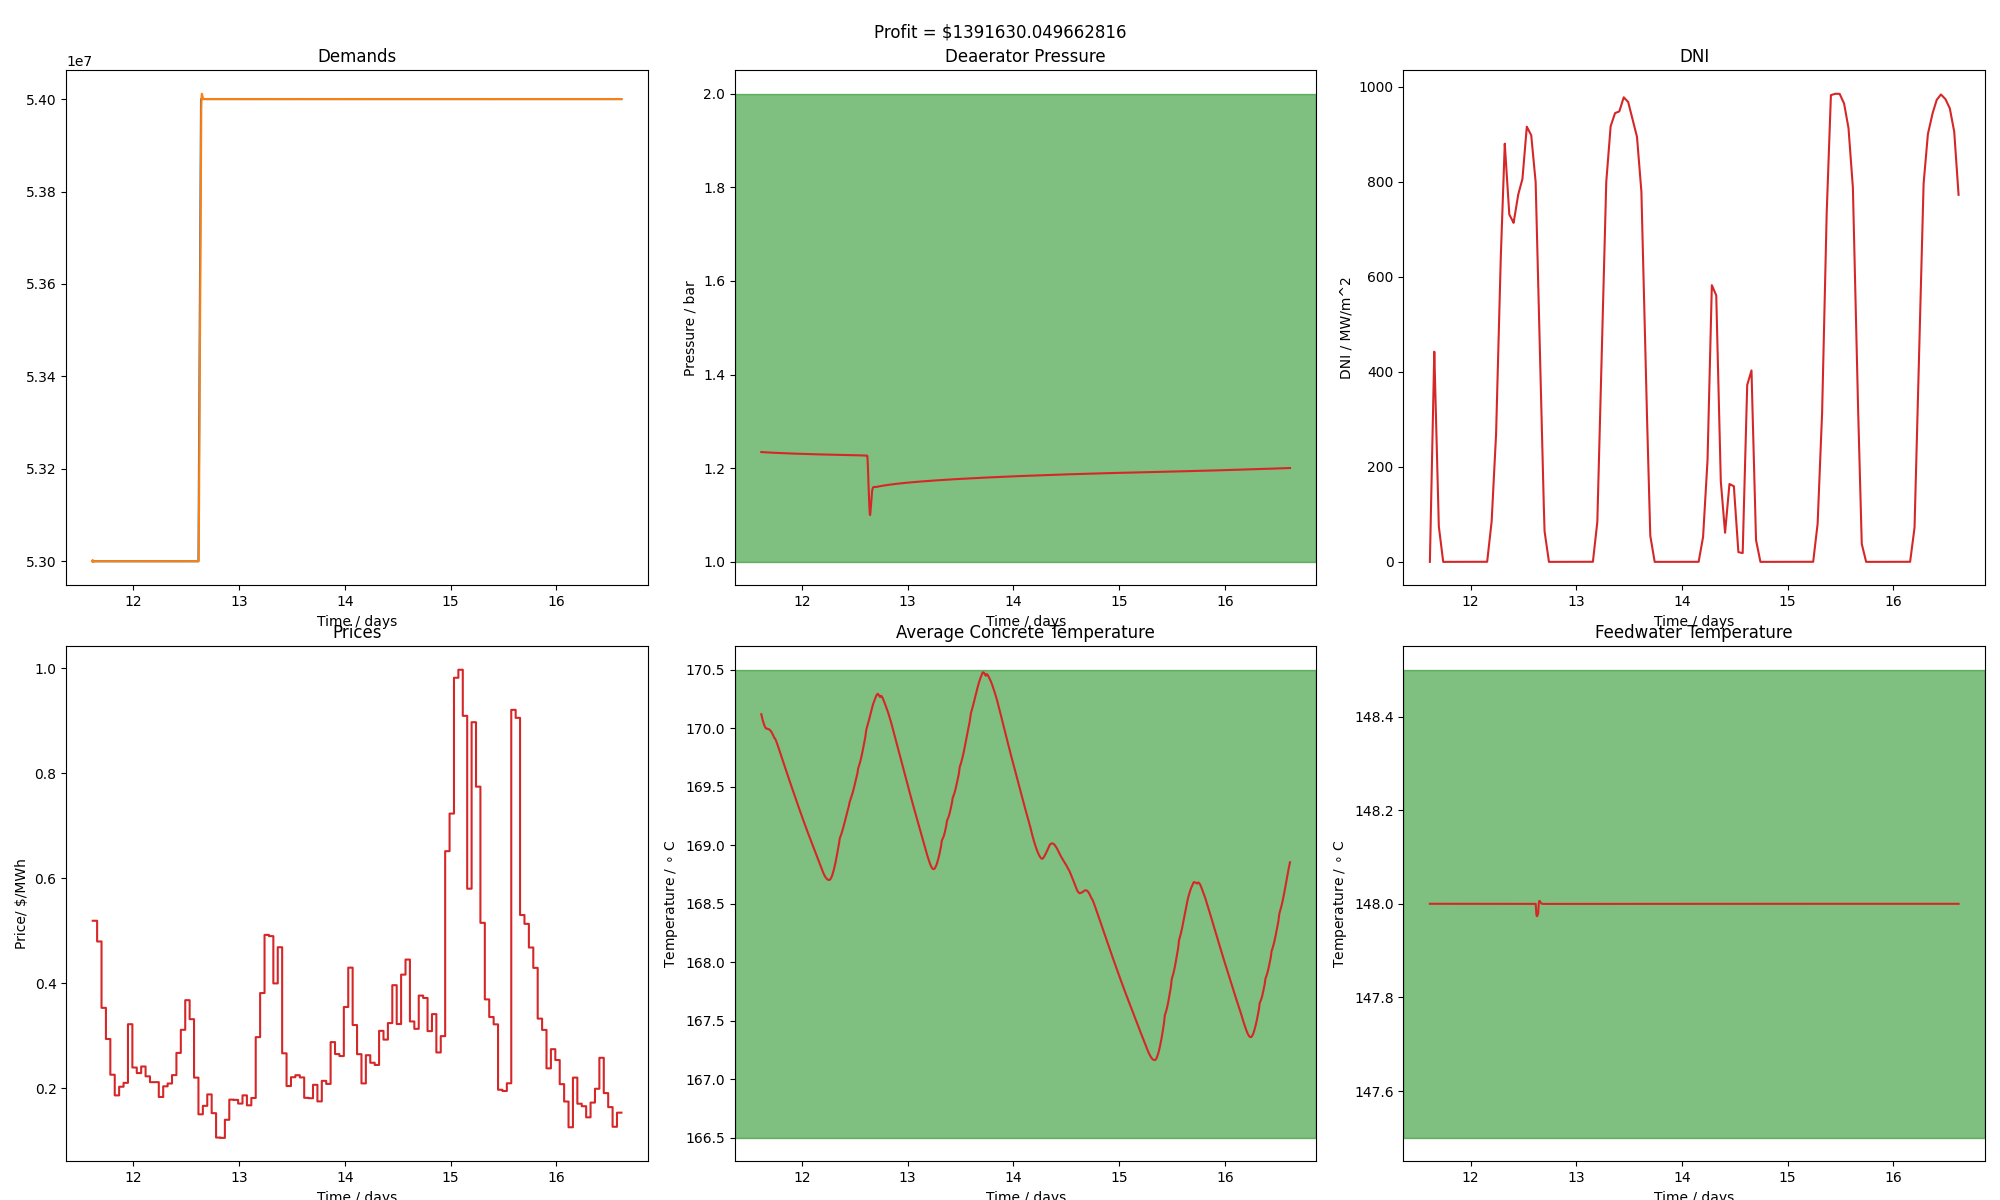 Profit = $1391630.049662816
Demands
1e7
5.40
5.38
5.36
5.34
5.32
5.30
12 13 14 15 16
Time / days
Deaerator Pressure
Pressure / bar
2.0
1.8
1.6
1.4
1.2
1.0
12 13 14 15 16
Time / days
DNI
DNI / MW/m^2
1000
800
600
400
200
0
12 13 14 15 16
Time / days
Prices
Price/ $/MWh
1.0
0.8
0.6
0.4
0.2
12 13 14 15 16
Time / days
Average Concrete Temperature
Temperature / ∘ C
170.5
170.0
169.5
169.0
168.5
168.0
167.5
167.0
166.5
12 13 14 15 16
Time / days
Feedwater Temperature
Temperature / ∘ C
148.4
148.2
148.0
147.8
147.6
12 13 14 15 16
Time / days